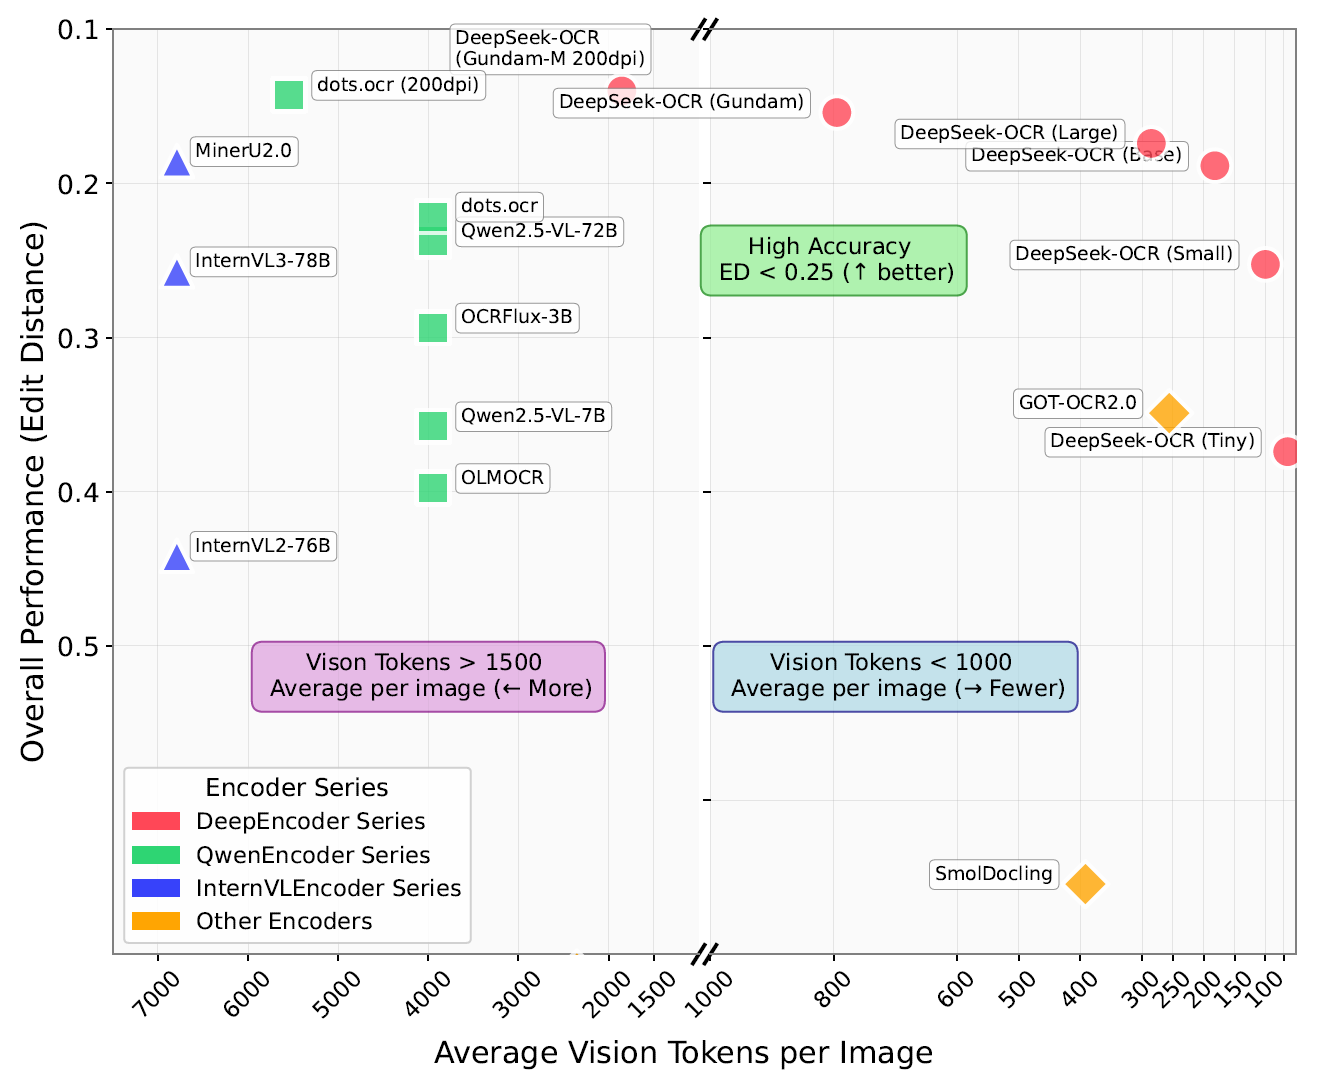 DeepSeek-OCR
(Gundam-M 200dpi)
dots.ocr (200dpi)
DeepSeek-OCR (Gundam)
DeepSeek-OCR (Large)
DeepSeek-OCR (Base)
MinerU2.0
dots.ocr
Qwen2.5-VL-72B
High Accuracy
ED < 0.25 (↑ better)
DeepSeek-OCR (Small)
InternVL3-78B
OCRFlux-3B
GOT-OCR2.0
Qwen2.5-VL-7B
DeepSeek-OCR (Tiny)
OLMOCR
InternVL2-76B
Vison Tokens > 1500
Average per image (← More)
Vision Tokens < 1000
Average per image (→ Fewer)
SmolDocling
Encoder Series
DeepEncoder Series
QwenEncoder Series
InternVLEncoder Series
Other Encoders
0.1
0.2
0.3
0.4
0.5
Overall Performance (Edit Distance)
7000
6000
5000
4000
3000
2000
1500
1000
800
600
500
400
300
250
200
150
100
Average Vision Tokens per Image